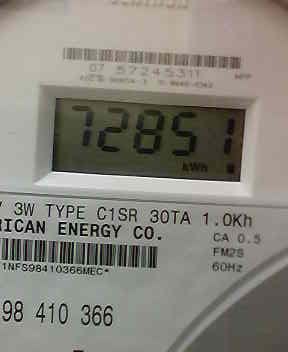 07 57245311
72851
kWh
3W TYPE C1SR 30TA 1.0Kh
RICAN ENERGY CO.
CA 0.5
FM2S
60Hz
1NFS98410366MEC*
98 410 366